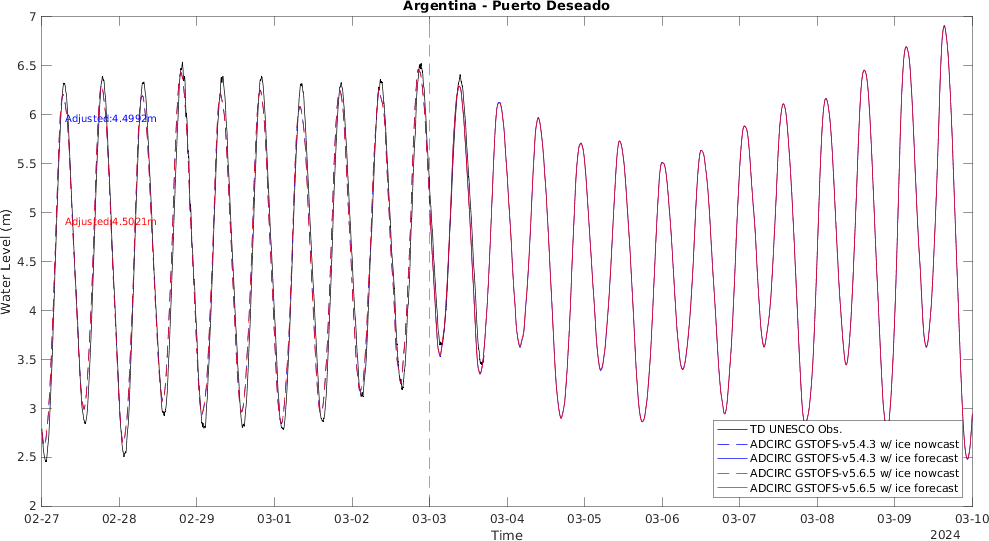 Argentina - Puerto Deseado
7
6.5
6
5.5
5
4.5
4
3.5
3
2.5
2
Water Level (m)
Adjusted:4.4992m
Adjusted:4.5021m
TD UNESCO Obs.
ADCIRC GSTOFS-v5.4.3 w/ ice nowcast
ADCIRC GSTOFS-v5.4.3 w/ ice forecast
ADCIRC GSTOFS-v5.6.5 w/ ice nowcast
ADCIRC GSTOFS-v5.6.5 w/ ice forecast
02-27 02-28 02-29 03-01 03-02 03-03 03-04 03-05 03-06 03-07 03-08 03-09 03-10
Time
2024